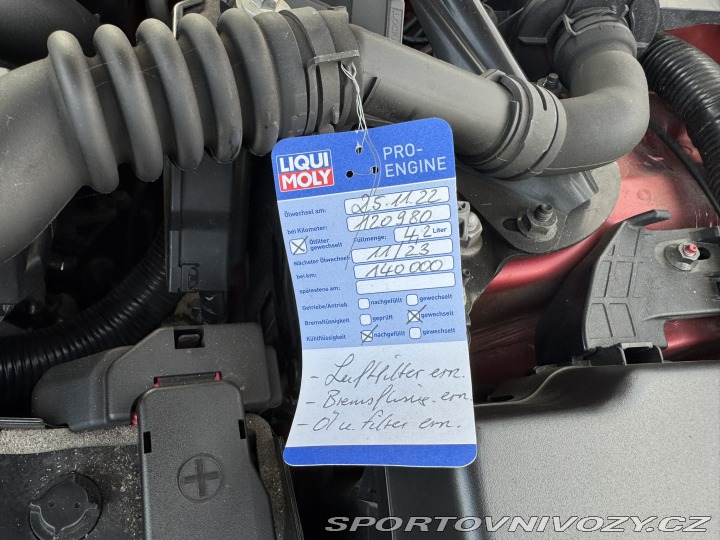 LIQUI
MOLY
PRO-
ENGINE
Ölwechsel am: 25.11.22
bei Kilometer: 120980
Ölfilter gewechselt Füllmenge: 4,2 Liter
Nächster Ölwechsel 11/23
bei km: 140000
spätestens am:
Getriebe/Antrieb nachgefüllt gewechselt
Bremsflüssigkeit geprüft gewechselt
Kühlflüssigkeit nachgefüllt gewechselt
- Luftfilter ern.
- Bremsflüssig. ern.
- Öl u. Filter ern.
SPORTOVNIVOZY.CZ